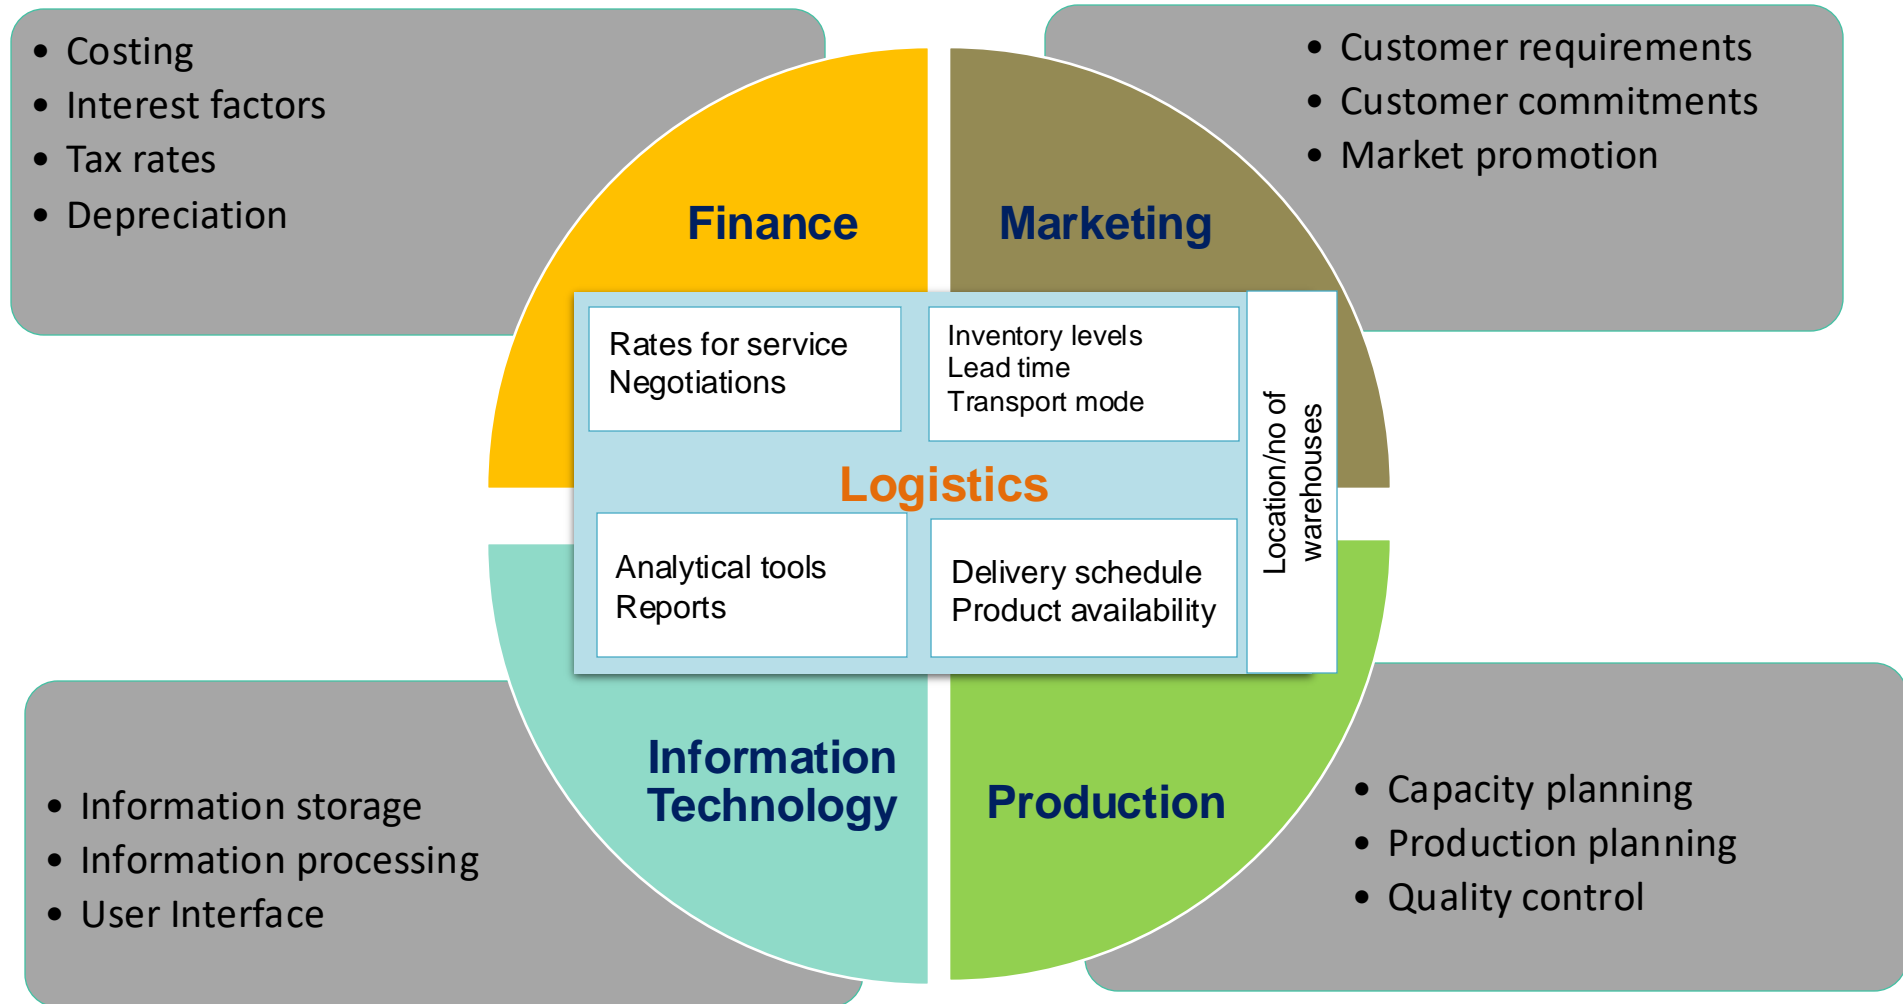 • Costing
• Interest factors
• Tax rates
• Depreciation
• Customer requirements
• Customer commitments
• Market promotion
Finance
Marketing
Rates for service
Negotiations
Inventory levels
Lead time
Transport mode
Location/no of
warehouses
Logistics
Analytical tools
Reports
Delivery schedule
Product availability
Information
Technology
Production
• Information storage
• Information processing
• User Interface
• Capacity planning
• Production planning
• Quality control